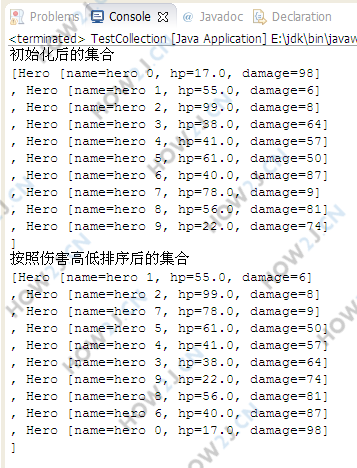 Problems Console Javadoc Declaration
<terminated> TestCollection [Java Application] E:\jdk\bin\javaw
初始化后的集合
[Hero [name=hero 0, hp=17.0, damage=98]
, Hero [name=hero 1, hp=55.0, damage=6]
, Hero [name=hero 2, hp=99.0, damage=8]
, Hero [name=hero 3, hp=38.0, damage=64]
, Hero [name=hero 4, hp=41.0, damage=57]
, Hero [name=hero 5, hp=61.0, damage=50]
, Hero [name=hero 6, hp=40.0, damage=87]
, Hero [name=hero 7, hp=78.0, damage=9]
, Hero [name=hero 8, hp=56.0, damage=81]
, Hero [name=hero 9, hp=22.0, damage=74]
]
按照伤害高低排序后的集合
[Hero [name=hero 1, hp=55.0, damage=6]
, Hero [name=hero 2, hp=99.0, damage=8]
, Hero [name=hero 7, hp=78.0, damage=9]
, Hero [name=hero 5, hp=61.0, damage=50]
, Hero [name=hero 4, hp=41.0, damage=57]
, Hero [name=hero 3, hp=38.0, damage=64]
, Hero [name=hero 9, hp=22.0, damage=74]
, Hero [name=hero 8, hp=56.0, damage=81]
, Hero [name=hero 6, hp=40.0, damage=87]
, Hero [name=hero 0, hp=17.0, damage=98]
]
HOW2J.CN